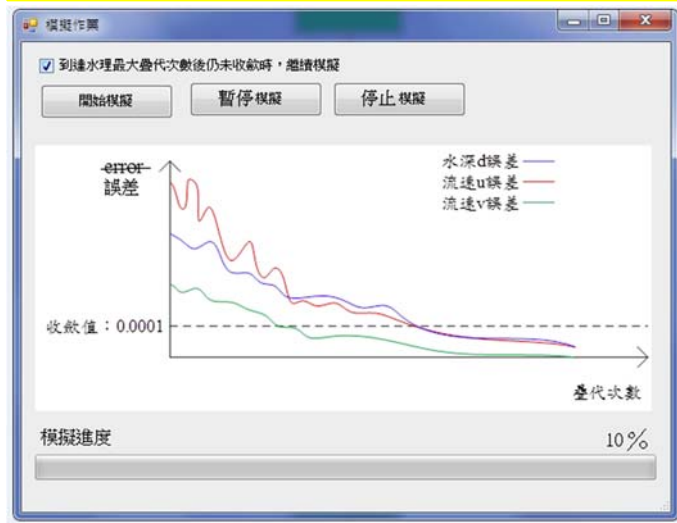 模擬作業
到達水理最大疊代次數後仍未收歛時，繼續模擬
開始模擬
暫停模擬
停止模擬
error
誤差
水深d誤差
流速u誤差
流速v誤差
收斂值：0.0001
疊代次數
模擬進度
10%